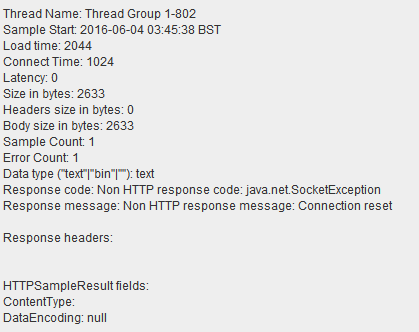 Thread Name: Thread Group 1-802
Sample Start: 2016-06-04 03:45:38 BST
Load time: 2044
Connect Time: 1024
Latency: 0
Size in bytes: 2633
Headers size in bytes: 0
Body size in bytes: 2633
Sample Count: 1
Error Count: 1
Data type ("text"|"bin"|""): text
Response code: Non HTTP response code: java.net.SocketException
Response message: Non HTTP response message: Connection reset
Response headers:
HTTPSampleResult fields:
ContentType:
DataEncoding: null